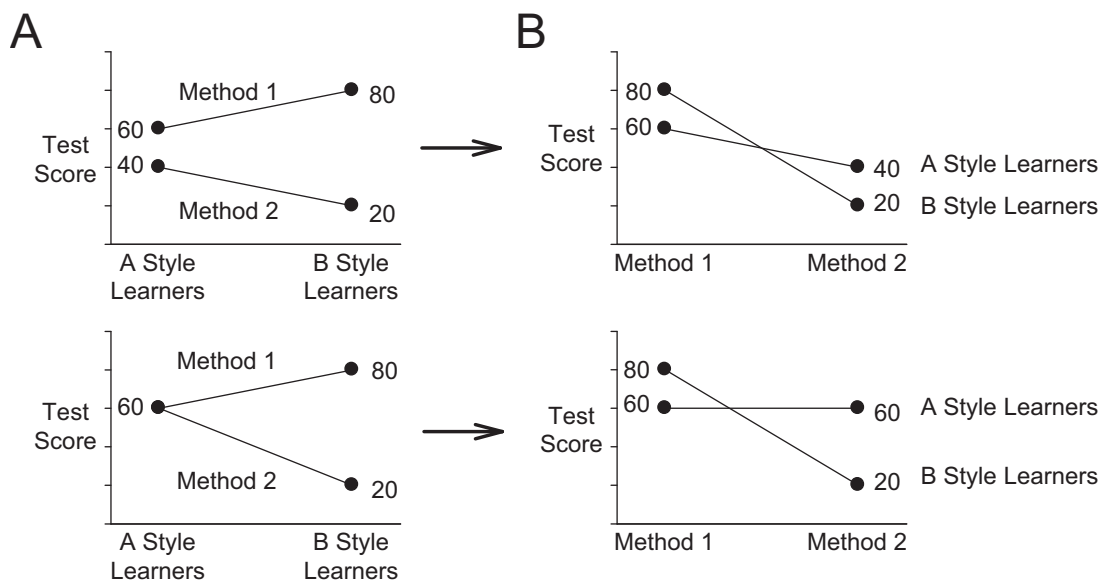 A
Method 1
80
60
Test
Score
40
Method 2
20
A Style
Learners
B Style
Learners
B
80
60
Test
Score
40
A Style Learners
20
B Style Learners
Method 1
Method 2
Method 1
80
60
Test
Score
Method 2
20
A Style
Learners
B Style
Learners
80
60
Test
Score
60
A Style Learners
20
B Style Learners
Method 1
Method 2